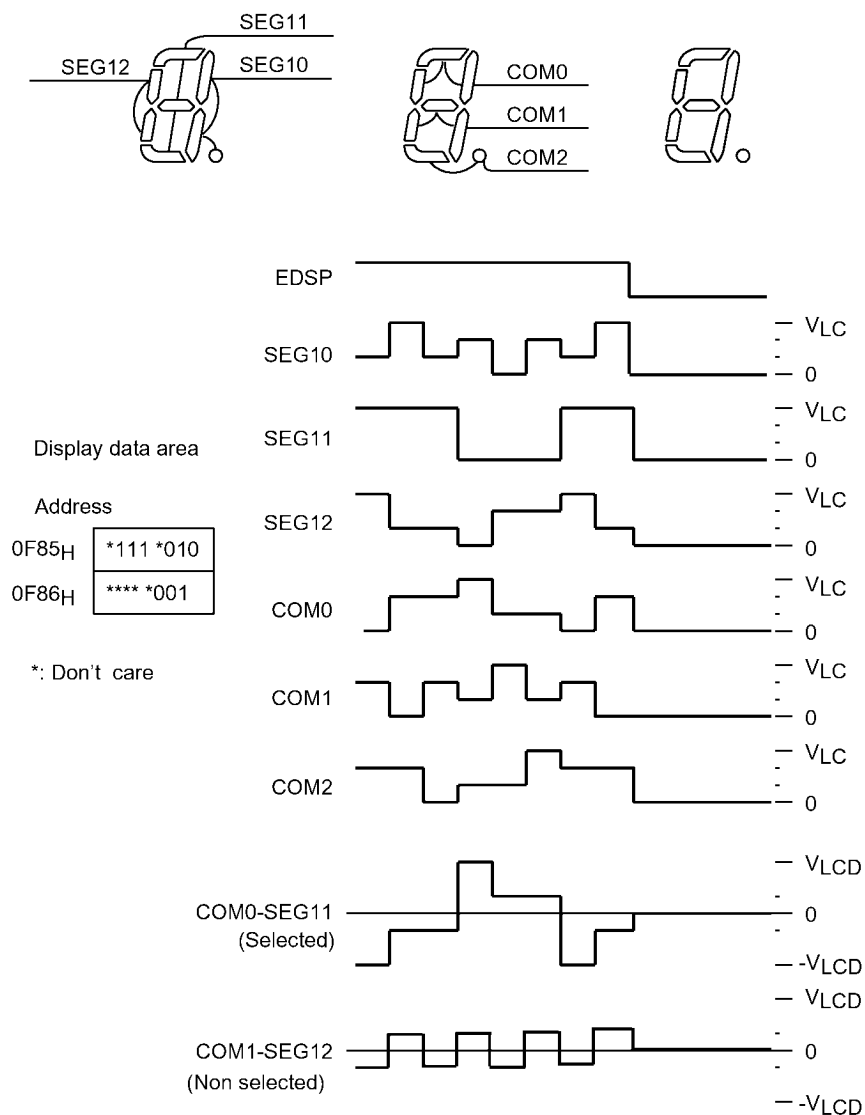 SEG11
SEG12 SEG10
COM0
COM1
COM2
EDSP
SEG10 VLC
0
SEG11 VLC
0
SEG12 VLC
0
COM0 VLC
0
COM1 VLC
0
COM2 VLC
0
Display data area
Address
0F85H *111 *010
0F86H **** *001
*: Don't care
COM0-SEG11
(Selected)
VLCD
0
-VLCD
COM1-SEG12
(Non selected)
VLCD
0
-VLCD